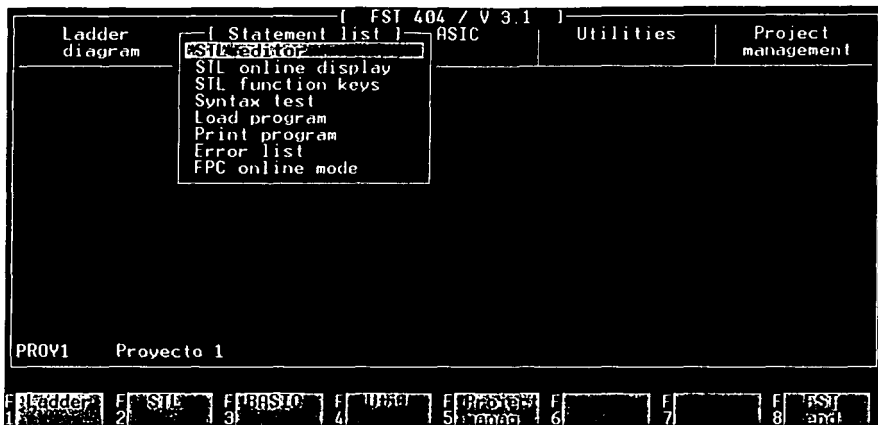 [ FST 404 / V 3.1 ]
Ladder diagram
[ Statement list ]
STL editor
STL online display
STL function keys
Syntax test
Load program
Print program
Error list
FPC online mode
ASIC
Utilities
Project management
PROY1 Proyecto 1
F1 Ladder
F2 STL
F3 BASIC
F4 Util
F5 Project manag
F6
F7
F8 FST end